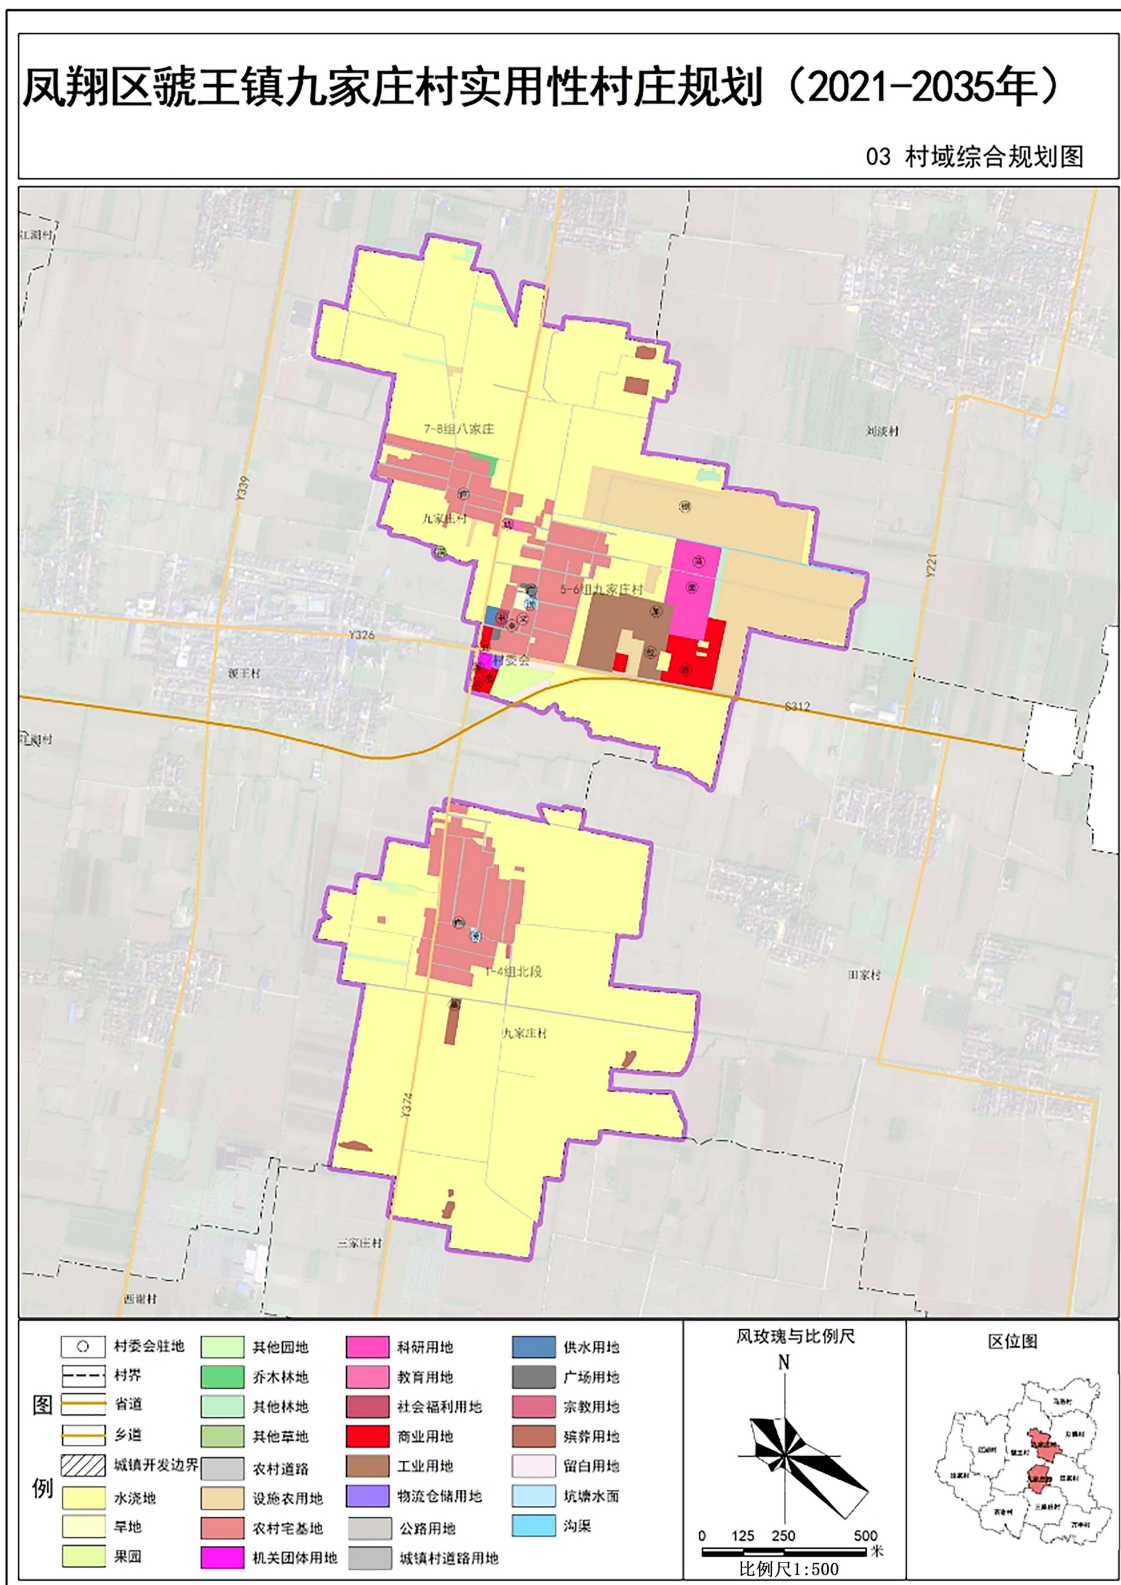 凤翔区虢王镇九家庄村实用性村庄规划（2021-2035年）
03 村域综合规划图
江湖村
7-8组八家庄
刘淡村
Y339
九家庄村
Y221
5-6组九家庄村
Y326
村委会
虢王村
S312
江湖村
田家村
1-4组北段
九家庄村
Y374
三家庄村
西谢村
图例
村委会驻地
村界
省道
乡道
城镇开发边界
水浇地
旱地
果园
其他园地
乔木林地
其他林地
其他草地
农村道路
设施农用地
农村宅基地
机关团体用地
科研用地
教育用地
社会福利用地
商业用地
工业用地
物流仓储用地
公路用地
城镇村道路用地
供水用地
广场用地
宗教用地
殡葬用地
留白用地
坑塘水面
沟渠
风玫瑰与比例尺
N
0 125 250 500 米
比例尺1:500
区位图